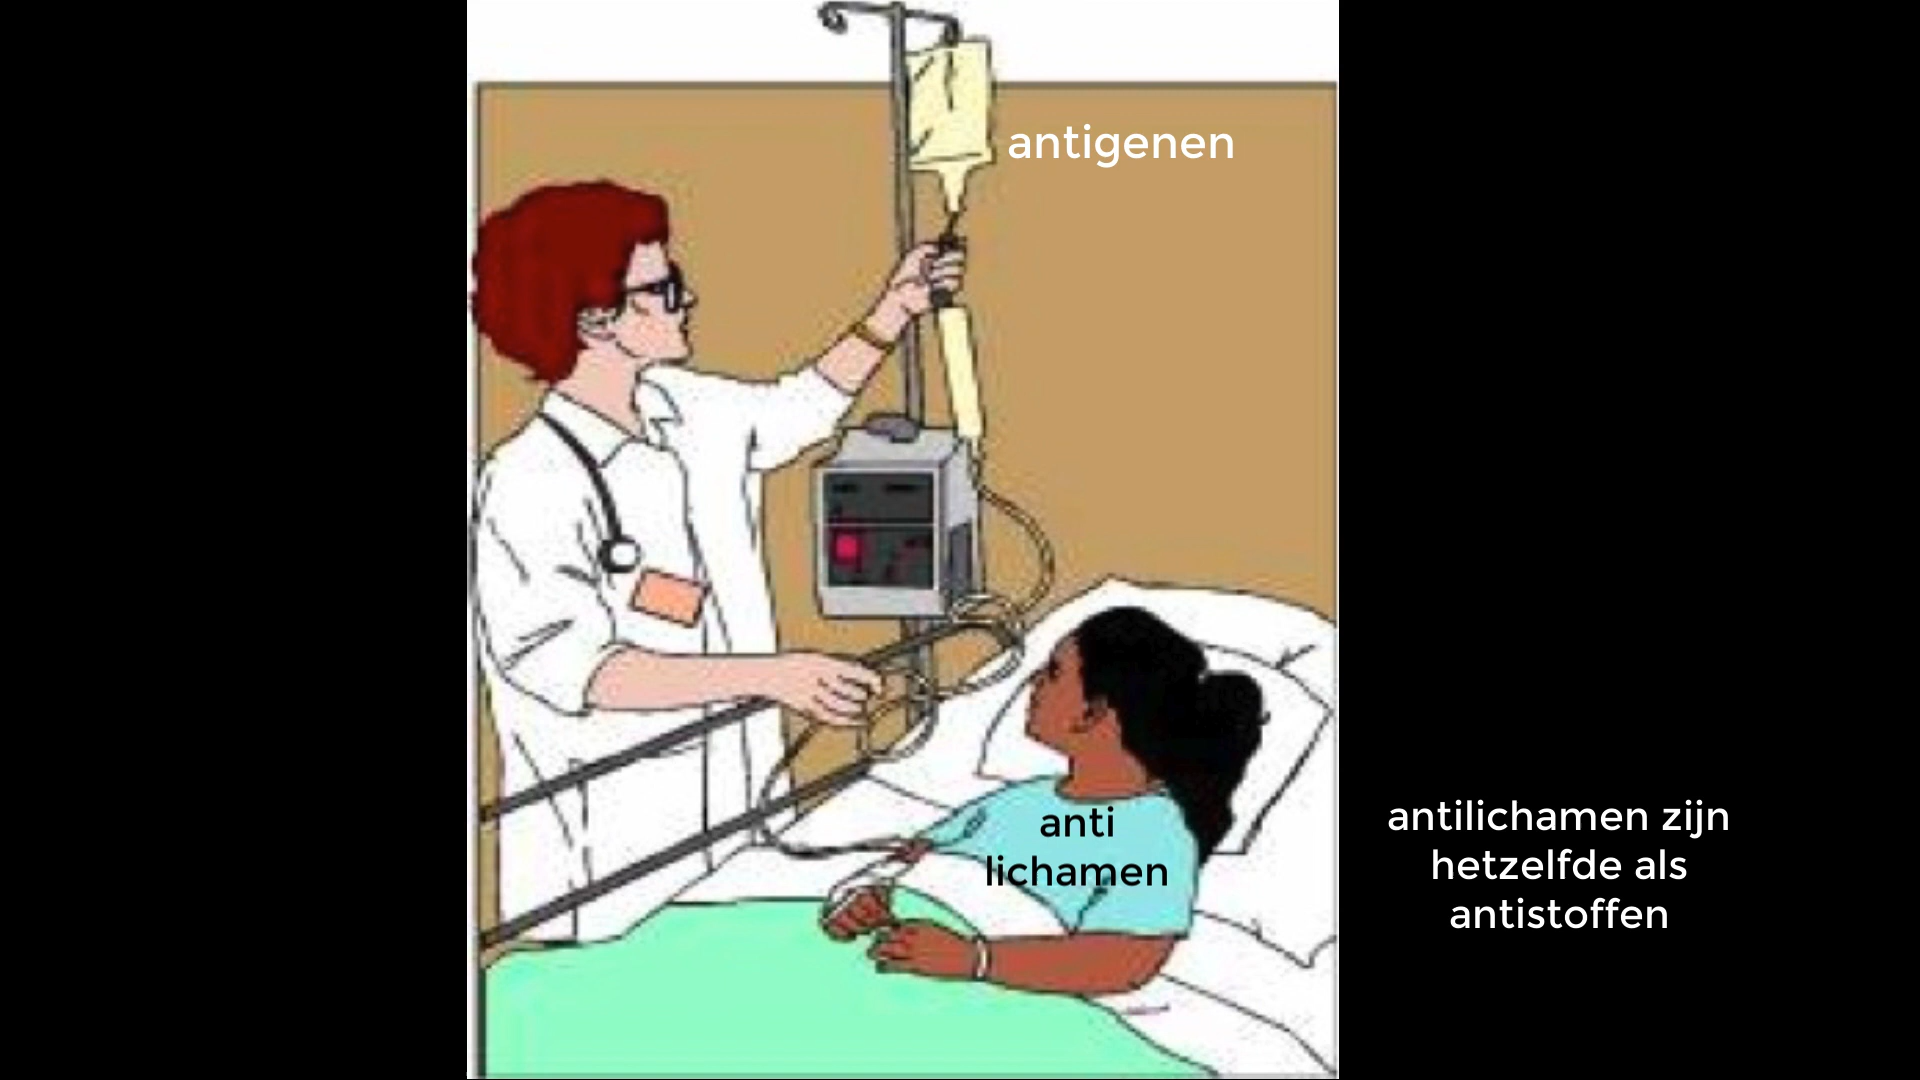 antigenen
anti
lichamen
antilichamen zijn
hetzelfde als
antistoffen